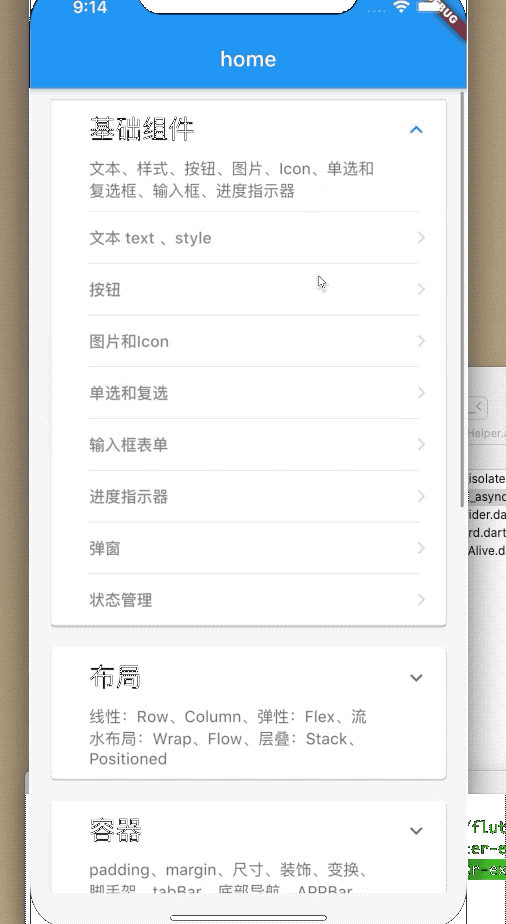 9:14
BUG
home
基础组件
文本、样式、按钮、图片、Icon、单选和
复选框、输入框、进度指示器
文本 text 、style
按钮
图片和Icon
单选和复选
输入框表单
进度指示器
弹窗
状态管理
布局
线性：Row、Column、弹性：Flex、流
水布局：Wrap、Flow、层叠：Stack、
Positioned
容器
padding、margin、尺寸、装饰、变换、
脚手架、tabBar、底部导航、APPBar
Helper.a
isolate
_async
ider.da
rd.dart
Alive.d
/flut
ter-e
er-ex